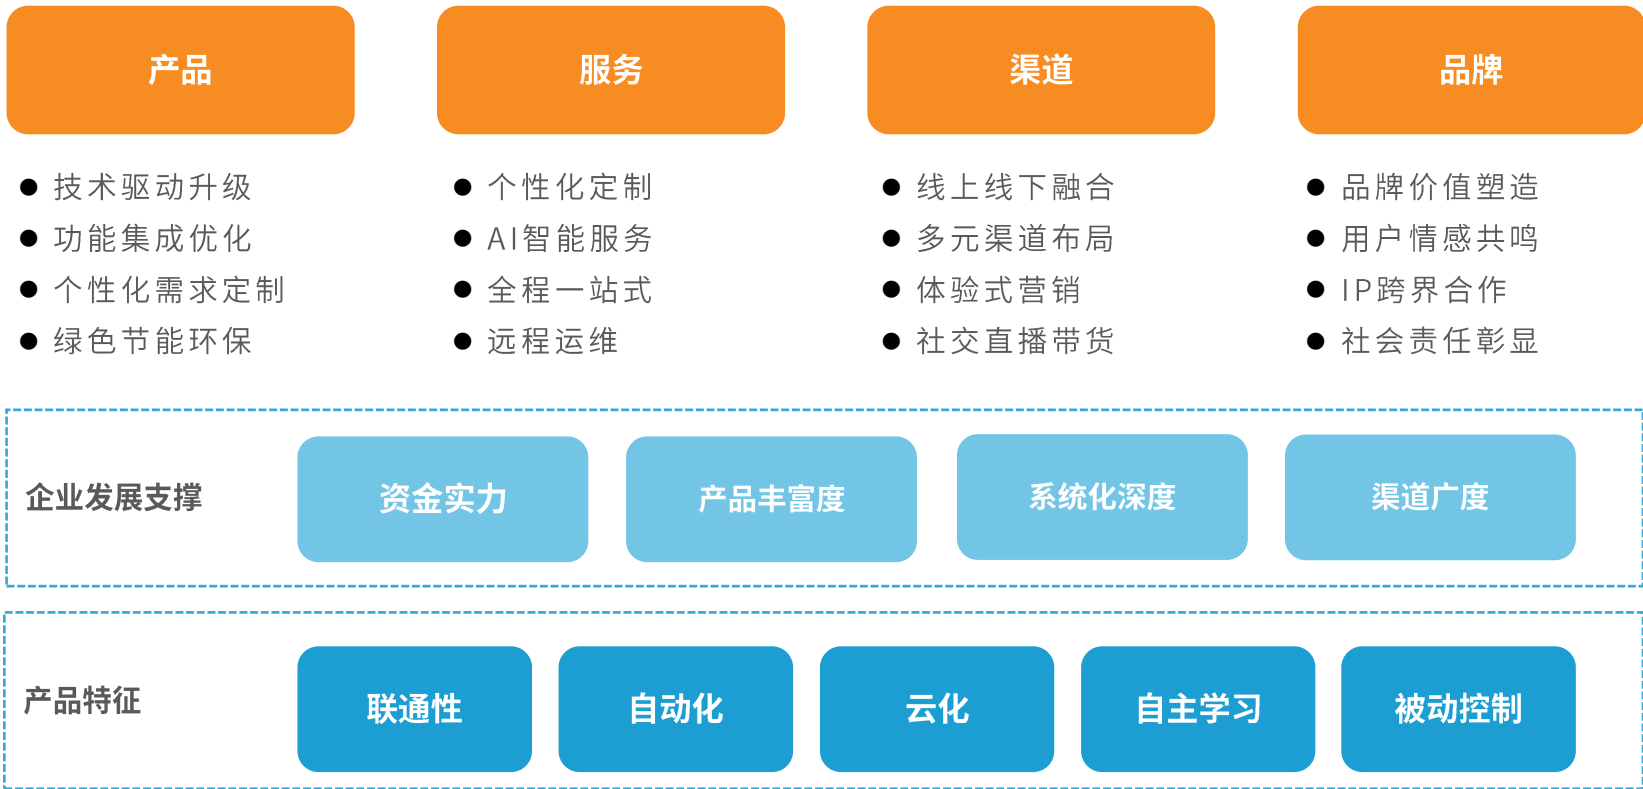 产品
技术驱动升级
功能集成优化
个性化需求定制
绿色节能环保
服务
个性化定制
AI智能服务
全程一站式
远程运维
渠道
线上线下融合
多元渠道布局
体验式营销
社交直播带货
品牌
品牌价值塑造
用户情感共鸣
IP跨界合作
社会责任彰显
企业发展支撑
资金实力
产品丰富度
系统化深度
渠道广度
产品特征
联通性
自动化
云化
自主学习
被动控制